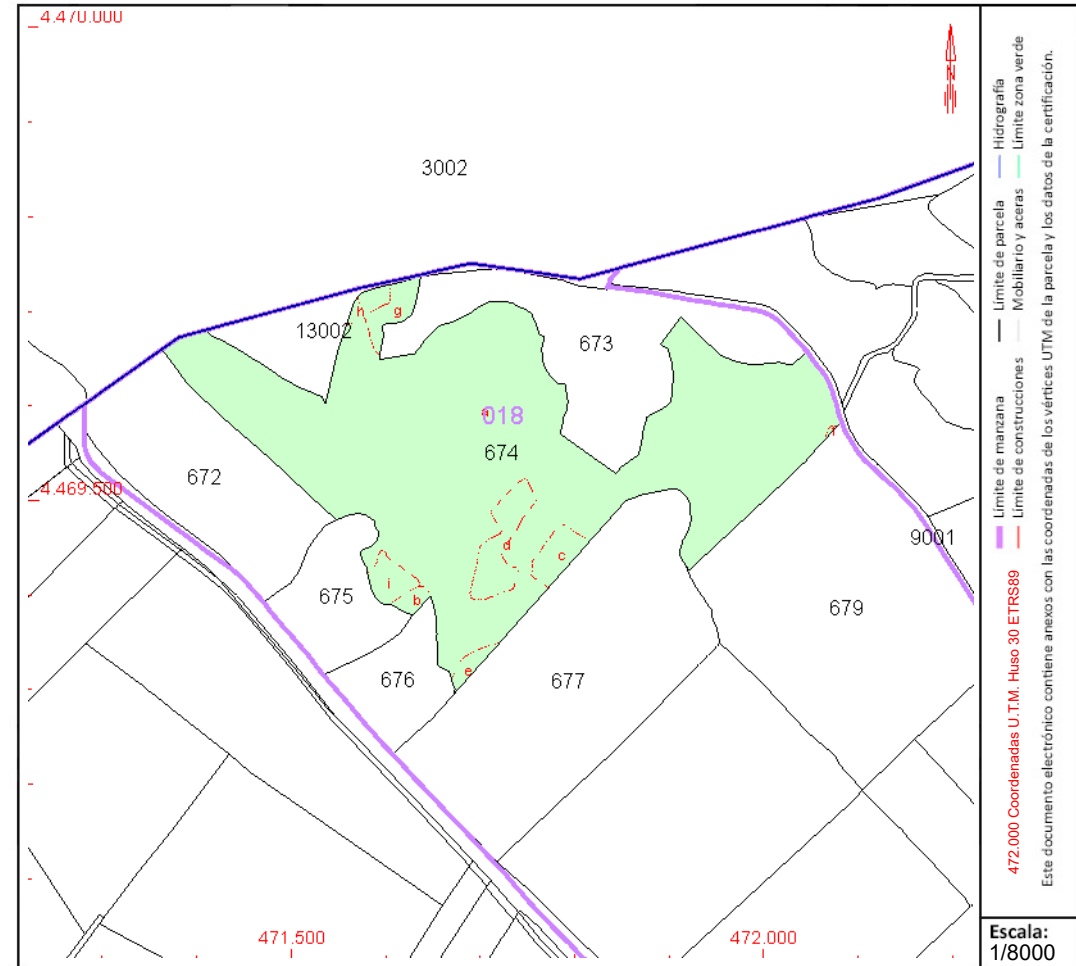 4.470.000
N
3002
13002
h
g
673
a
018
674
672
f
4.469.500
9001
d
c
i
b
675
679
e
676
677
471.500
472.000
Hidrografía
Límite zona verde
Límite de parcela
Mobiliario y aceras
Límite de manzana
Límite de construcciones
472.000 Coordenadas U.T.M. Huso 30 ETRS89
Este documento electrónico contiene anexos con las coordenadas de los vértices UTM de la parcela y los datos de la certificación.
Escala:
1/8000